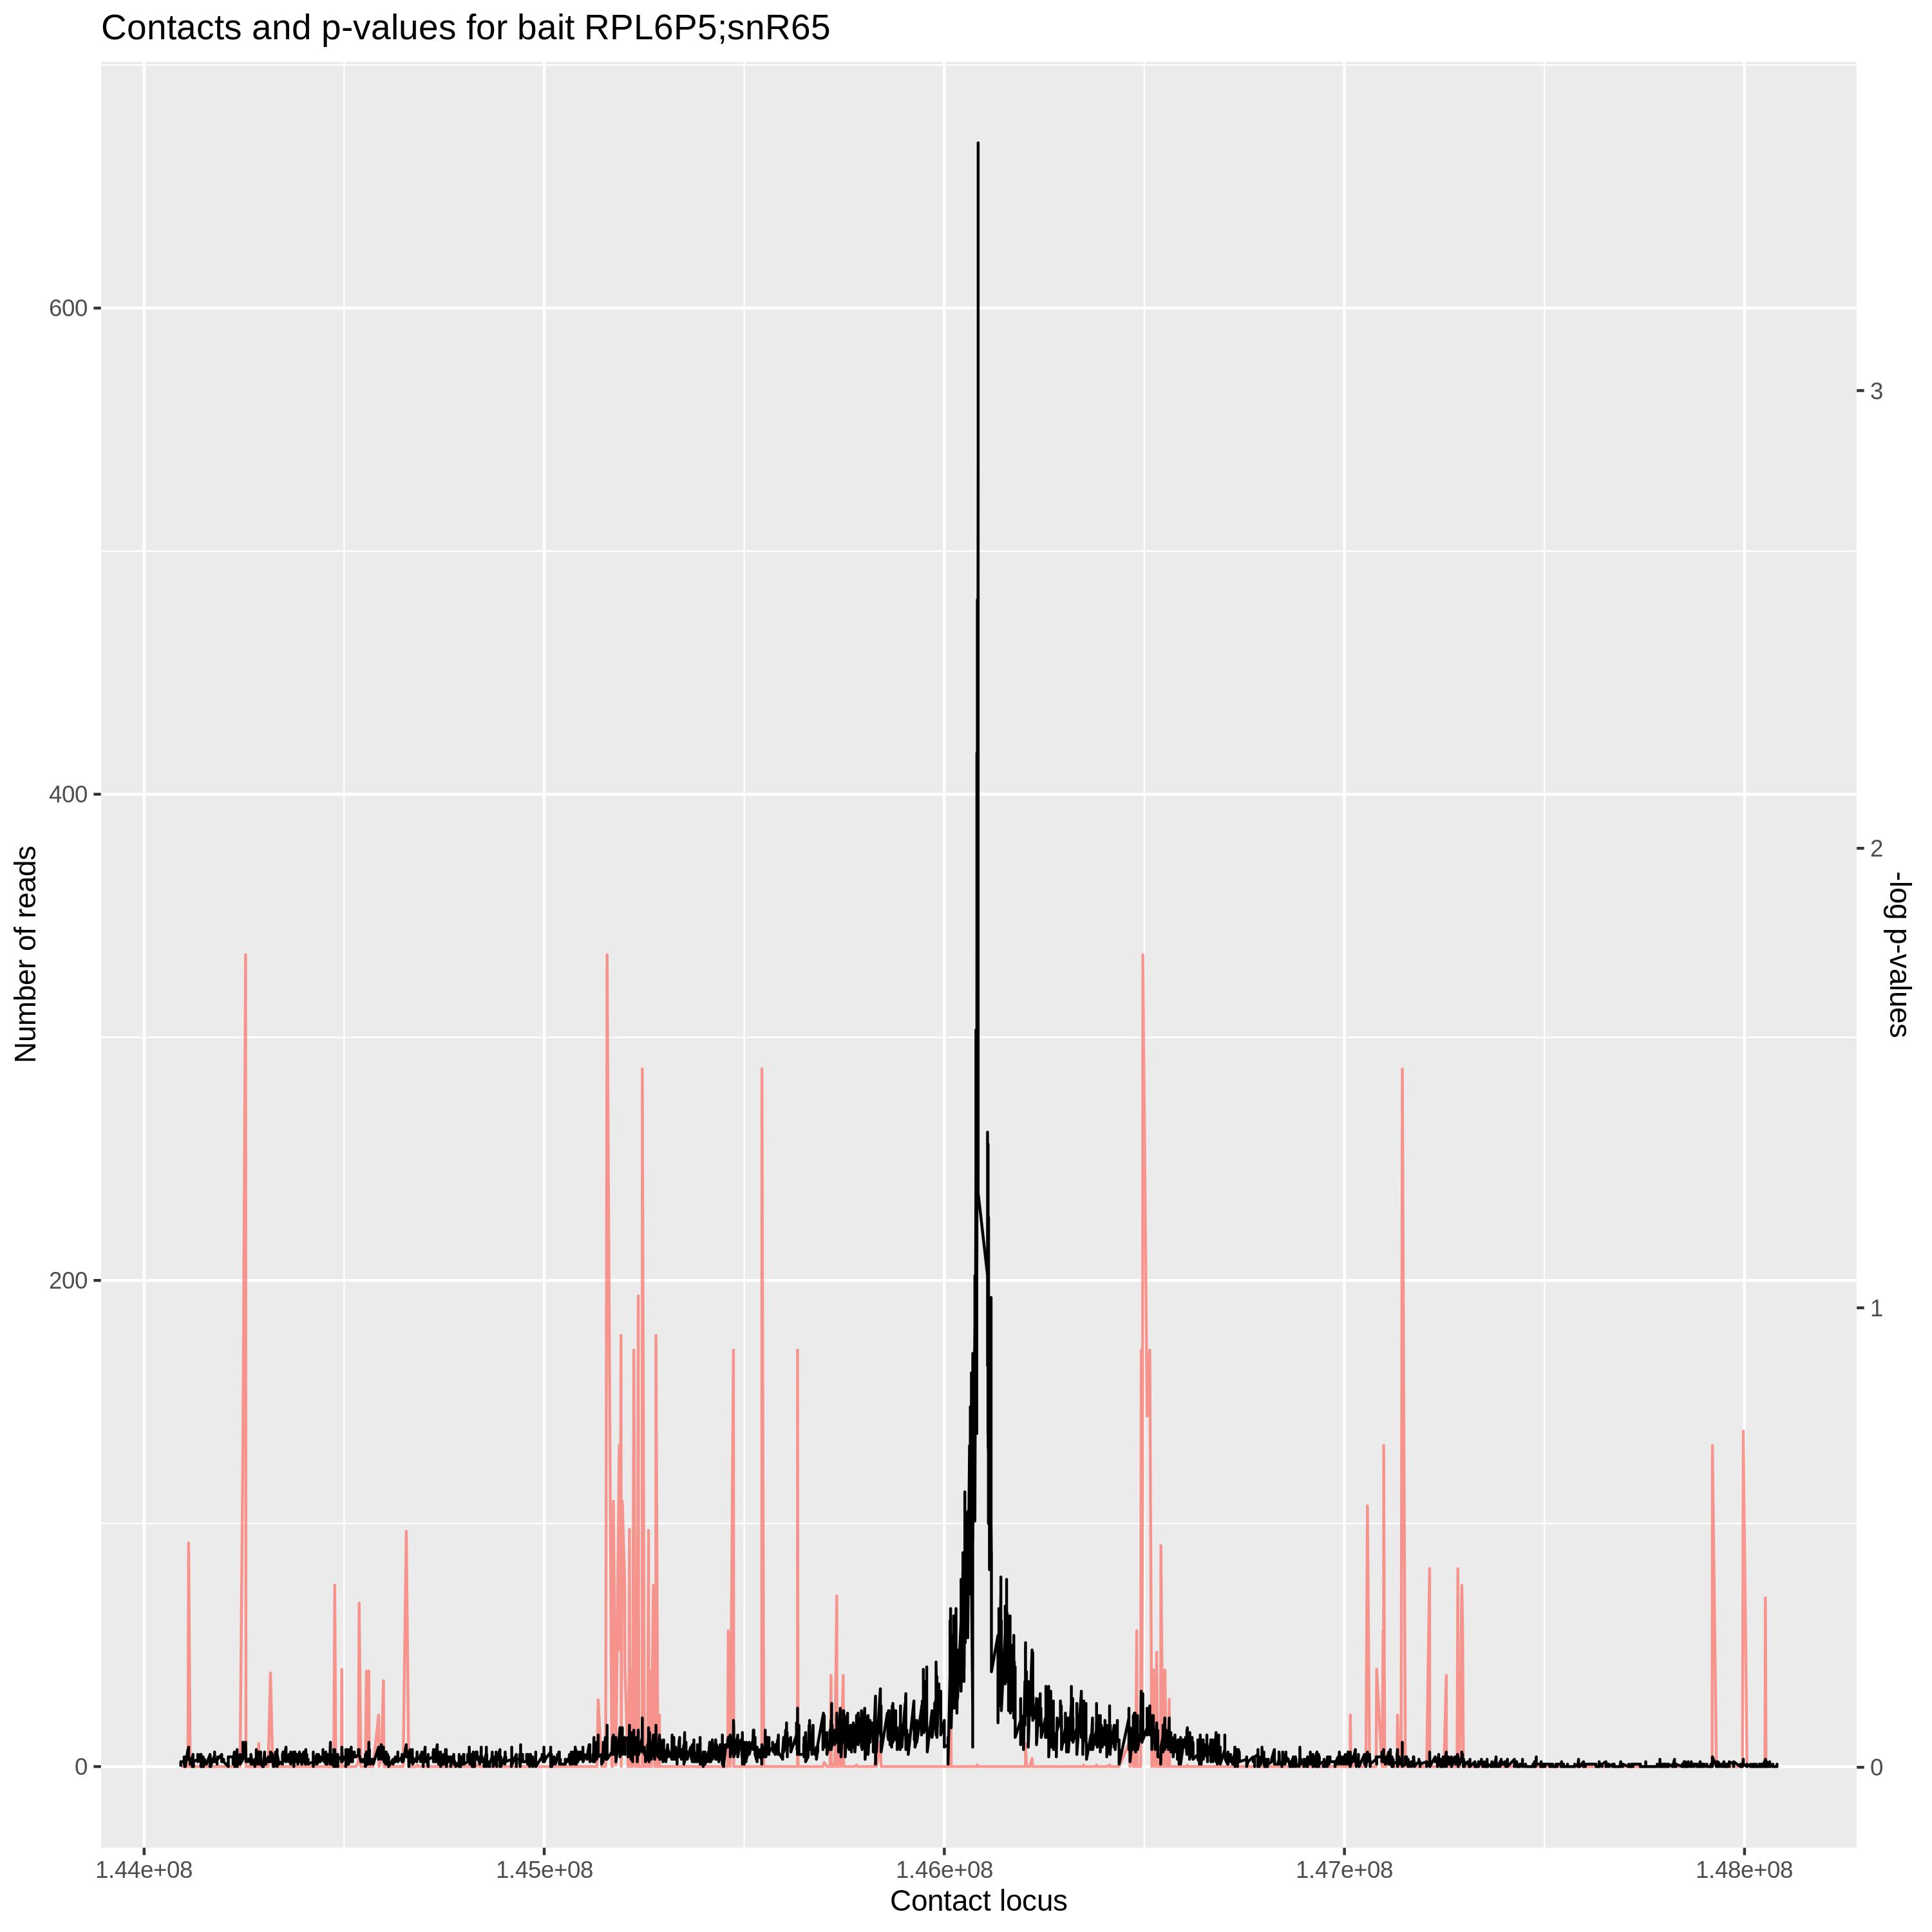 Contacts and p-values for bait RPL6P5;snR65
600
400
200
0
3
2
1
0
Number of reads
-log p-values
1.44e+08 1.45e+08 1.46e+08 1.47e+08 1.48e+08
Contact locus